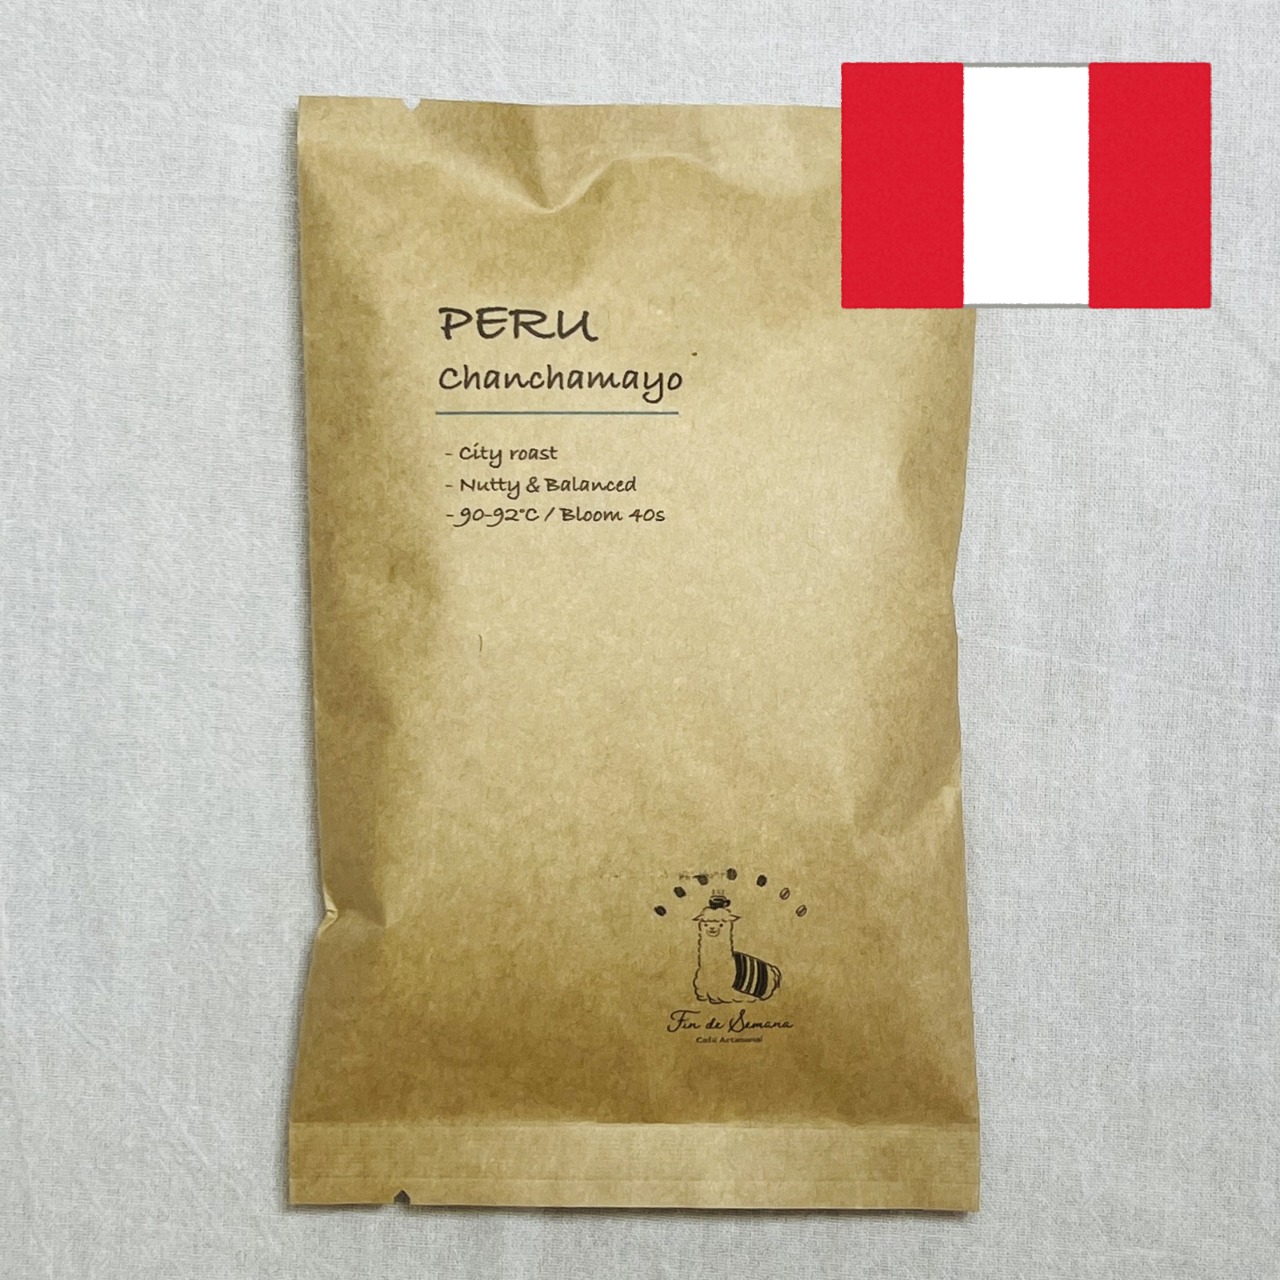 PERU
Chanchamayo
- City roast
- Nutty & Balanced
- 90-92°C / Bloom 40s
Fin de Semana
Café Artesanal